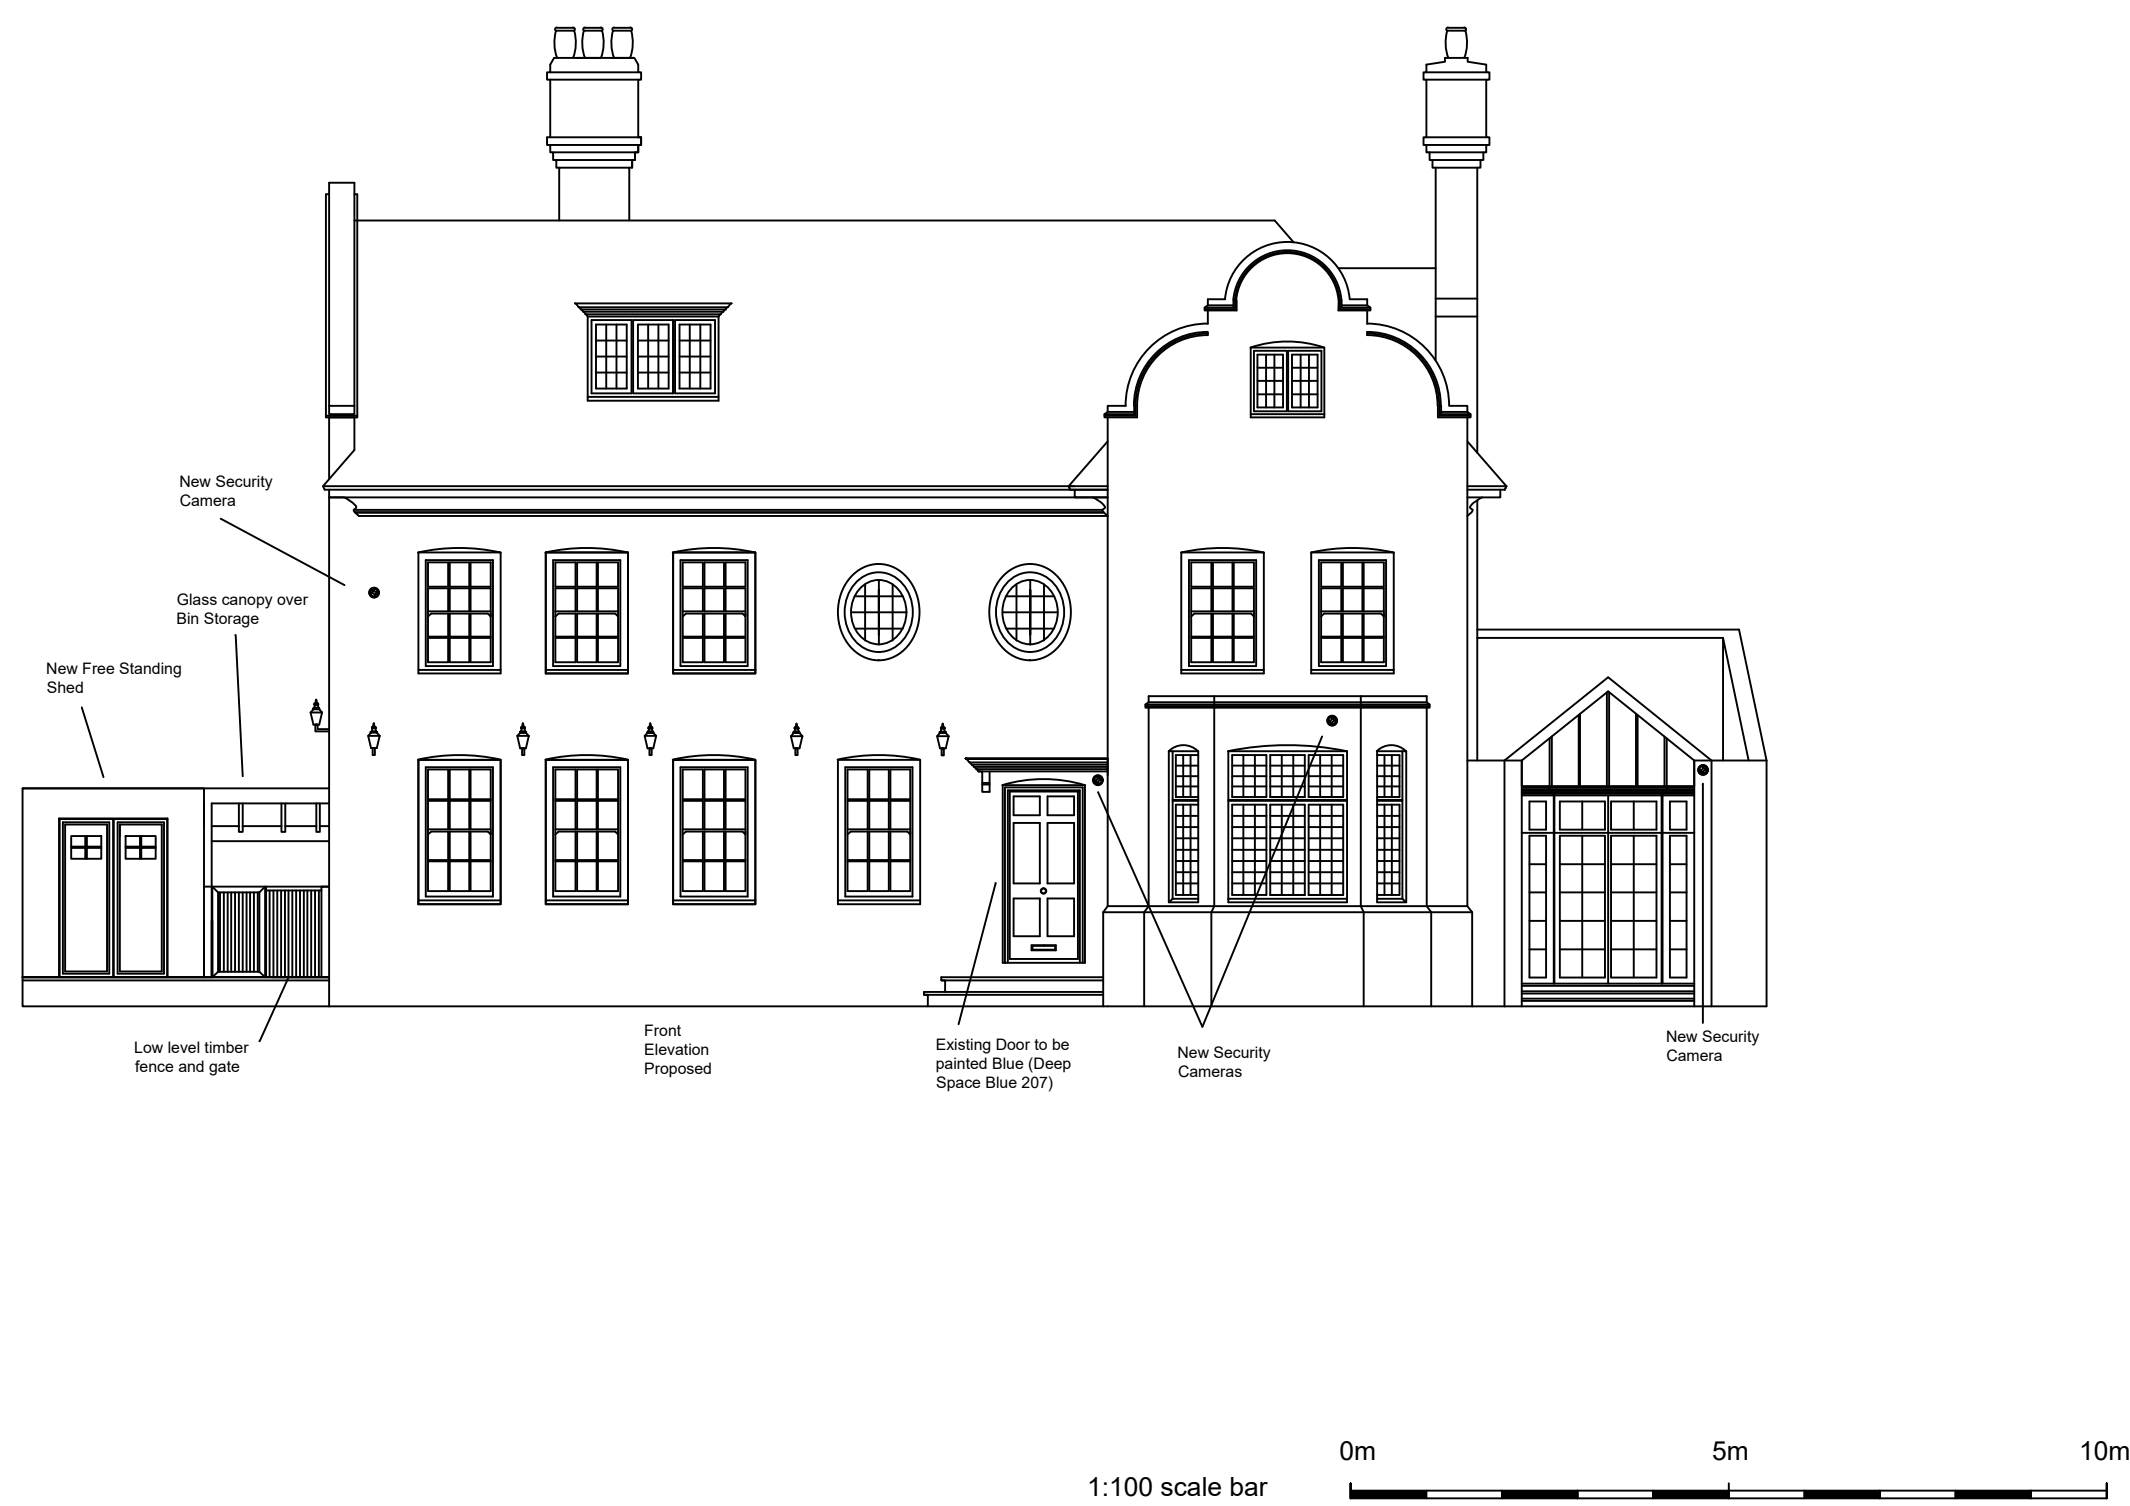 New Security
Camera
Glass canopy over
Bin Storage
New Free Standing
Shed
Low level timber
fence and gate
Front
Elevation
Proposed
Existing Door to be
painted Blue (Deep
Space Blue 207)
New Security
Cameras
New Security
Camera
0m 5m 10m
1:100 scale bar